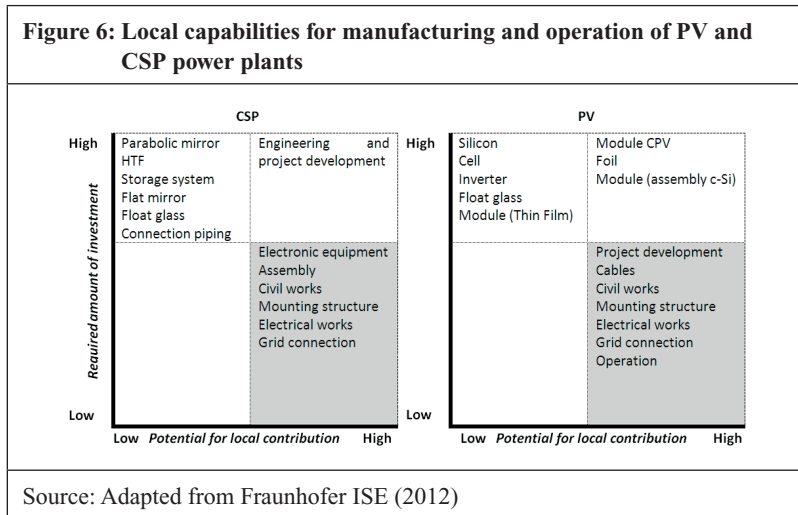 Figure 6: Local capabilities for manufacturing and operation of PV and
CSP power plants
CSP
High
Parabolic mirror
HTF
Storage system
Flat mirror
Float glass
Connection piping
Engineering and
project development
Electronic equipment
Assembly
Civil works
Mounting structure
Electrical works
Grid connection
Required amount of investment
Low
Low Potential for local contribution High
PV
High
Silicon
Cell
Inverter
Float glass
Module (Thin Film)
Module CPV
Foil
Module (assembly c-Si)
Project development
Cables
Civil works
Mounting structure
Electrical works
Grid connection
Operation
Low
Low Potential for local contribution High
Source: Adapted from Fraunhofer ISE (2012)